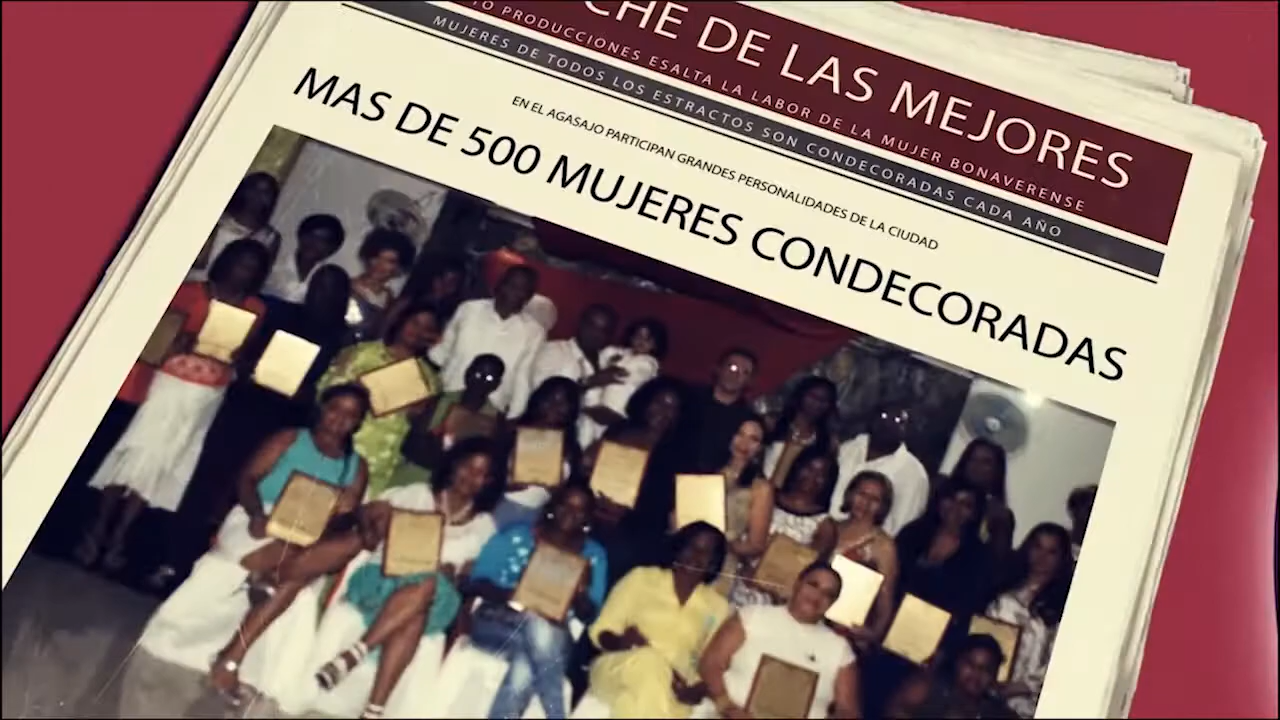 CHE DE LAS MEJORES
TO PRODUCCIONES ESALTA LA LABOR DE LA MUJER BONAVERENSE
MUJERES DE TODOS LOS ESTRACTOS SON CONDECORADAS CADA AÑO
EN EL AGASAJO PARTICIPAN GRANDES PERSONALIDADES DE LA CIUDAD
MAS DE 500 MUJERES CONDECORADAS